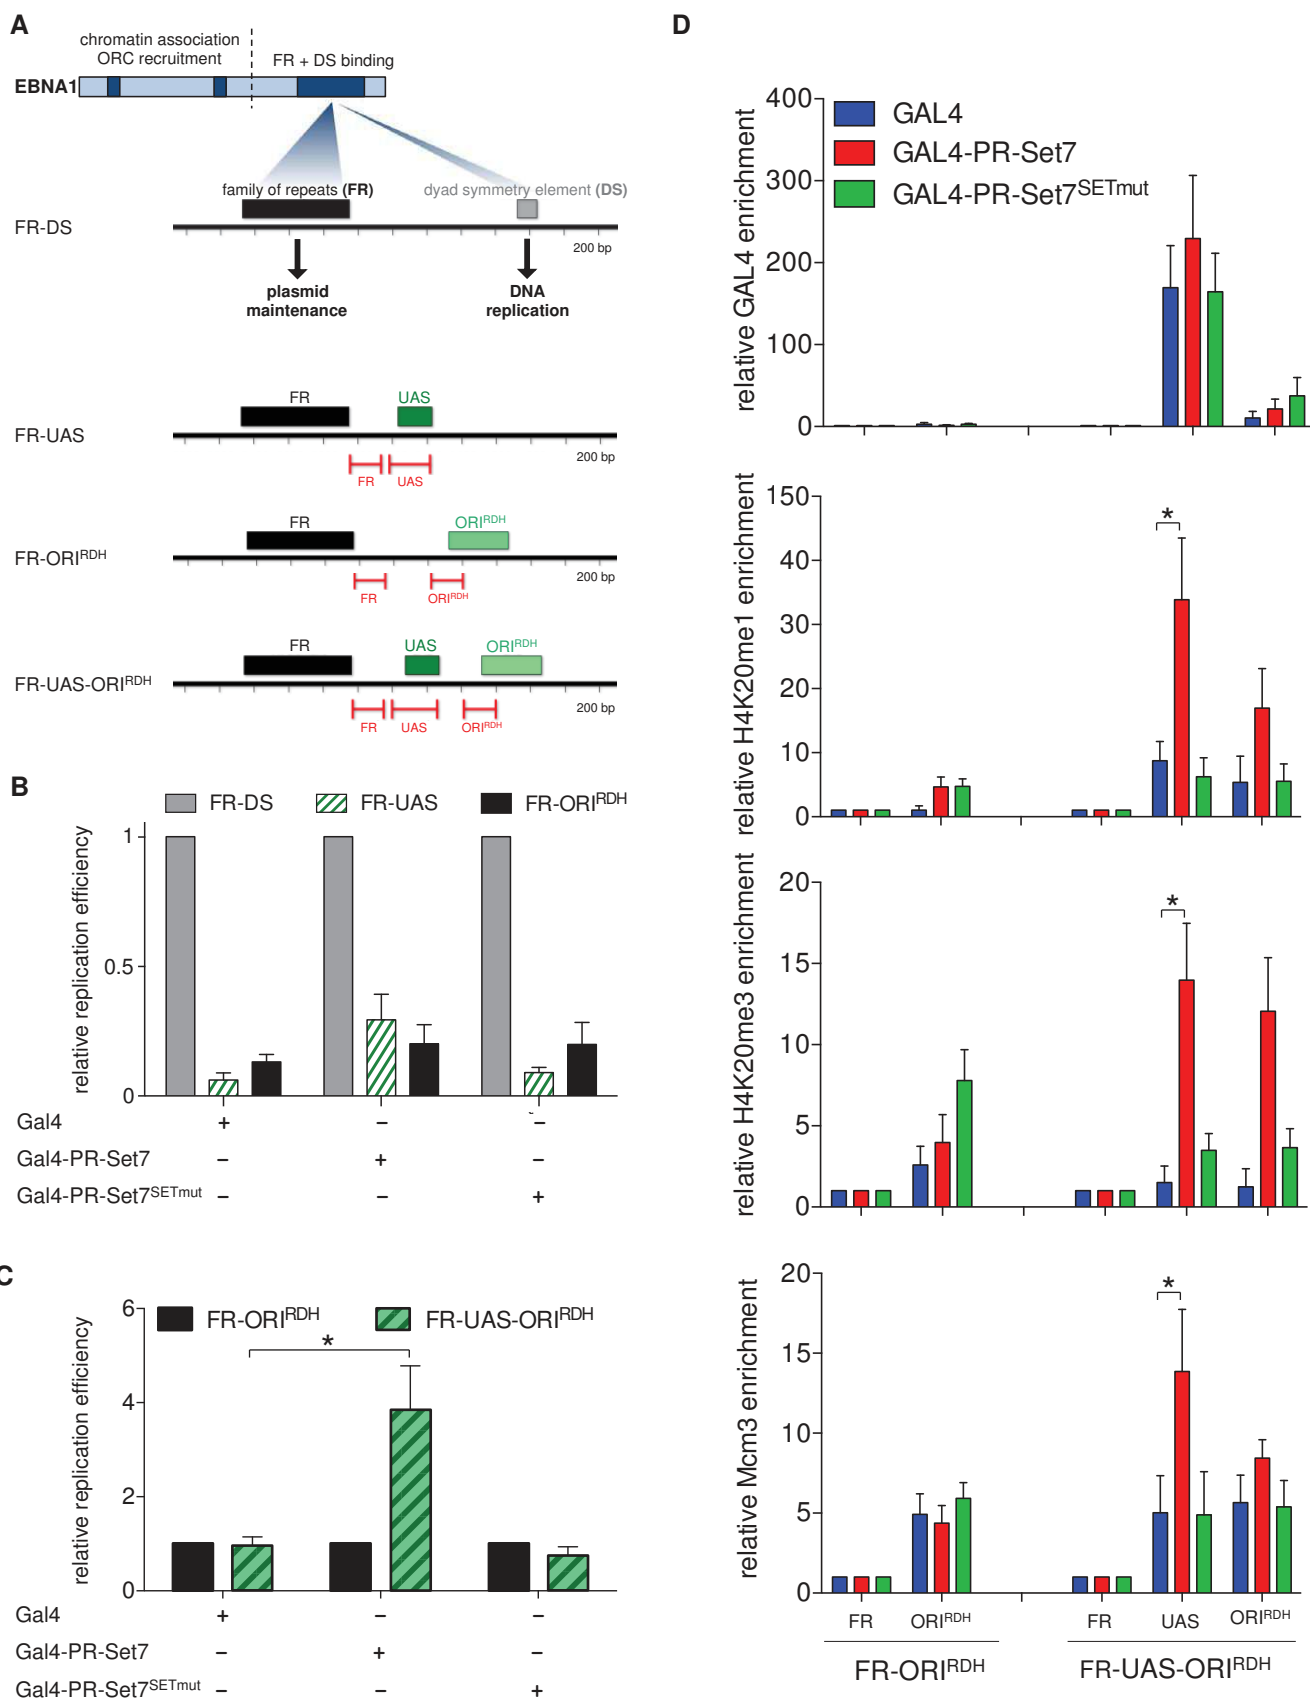 A
chromatin association
ORC recruitment
FR + DS binding
EBNA1
family of repeats (FR)
dyad symmetry element (DS)
FR-DS
200 bp
plasmid
maintenance
DNA
replication
FR
UAS
FR-UAS
200 bp
FR
UAS
FR
ORIRDH
FR-ORIRDH
200 bp
FR
ORIRDH
FR
UAS
ORIRDH
FR-UAS-ORIRDH
200 bp
FR
UAS
ORIRDH
B
FR-DS
FR-UAS
FR-ORIRDH
relative replication efficiency
1
0.5
0
Gal4 + – –
Gal4-PR-Set7 – + –
Gal4-PR-Set7SETmut – – +
C
FR-ORIRDH
FR-UAS-ORIRDH
relative replication efficiency
6
4
2
0
*
Gal4 + – –
Gal4-PR-Set7 – + –
Gal4-PR-Set7SETmut – – +
D
GAL4
GAL4-PR-Set7
GAL4-PR-Set7SETmut
relative GAL4 enrichment
400
300
200
100
0
relative H4K20me1 enrichment
150
40
30
20
10
0
*
relative H4K20me3 enrichment
20
15
10
5
0
*
relative Mcm3 enrichment
20
15
10
5
0
*
FR ORIRDH FR UAS ORIRDH
FR-ORIRDH FR-UAS-ORIRDH